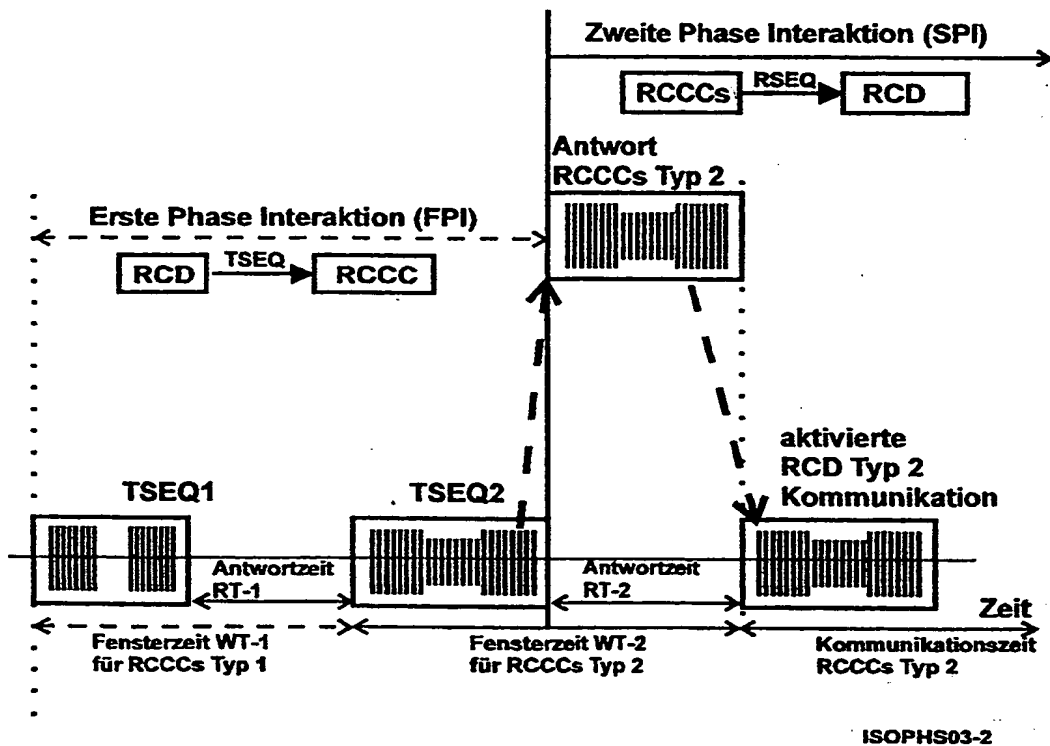 Zweite Phase Interaktion (SPI)
RCCCs
RSEQ
RCD
Antwort
RCCCs Typ 2
Erste Phase Interaktion (FPI)
RCD
TSEQ
RCCC
aktivierte
RCD Typ 2
Kommunikation
TSEQ1
TSEQ2
Antwortzeit
RT-1
Antwortzeit
RT-2
Zeit
Fensterzeit WT-1
für RCCCs Typ 1
Fensterzeit WT-2
für RCCCs Typ 2
Kommunikationszeit
RCCCs Typ 2
ISOPHS03-2